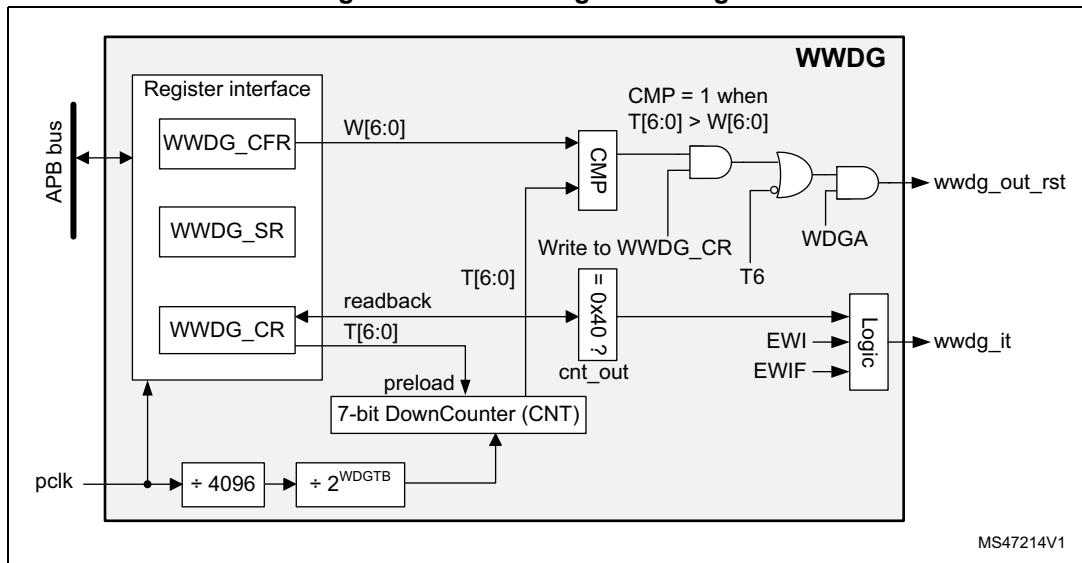 WWDG
Register interface
CMP = 1 when
T[6:0] > W[6:0]
APB bus
WWDG_CFR
W[6:0]
CMP
wwdg_out_rst
WWDG_SR
Write to WWDG_CR
WDGA
T6
T[6:0]
readback
= 0x40 ?
WWDG_CR
T[6:0]
Logic
EWI
wwdg_it
EWIF
preload
cnt_out
7-bit DownCounter (CNT)
pclk
÷ 4096
÷ 2^WDGTB
MS47214V1